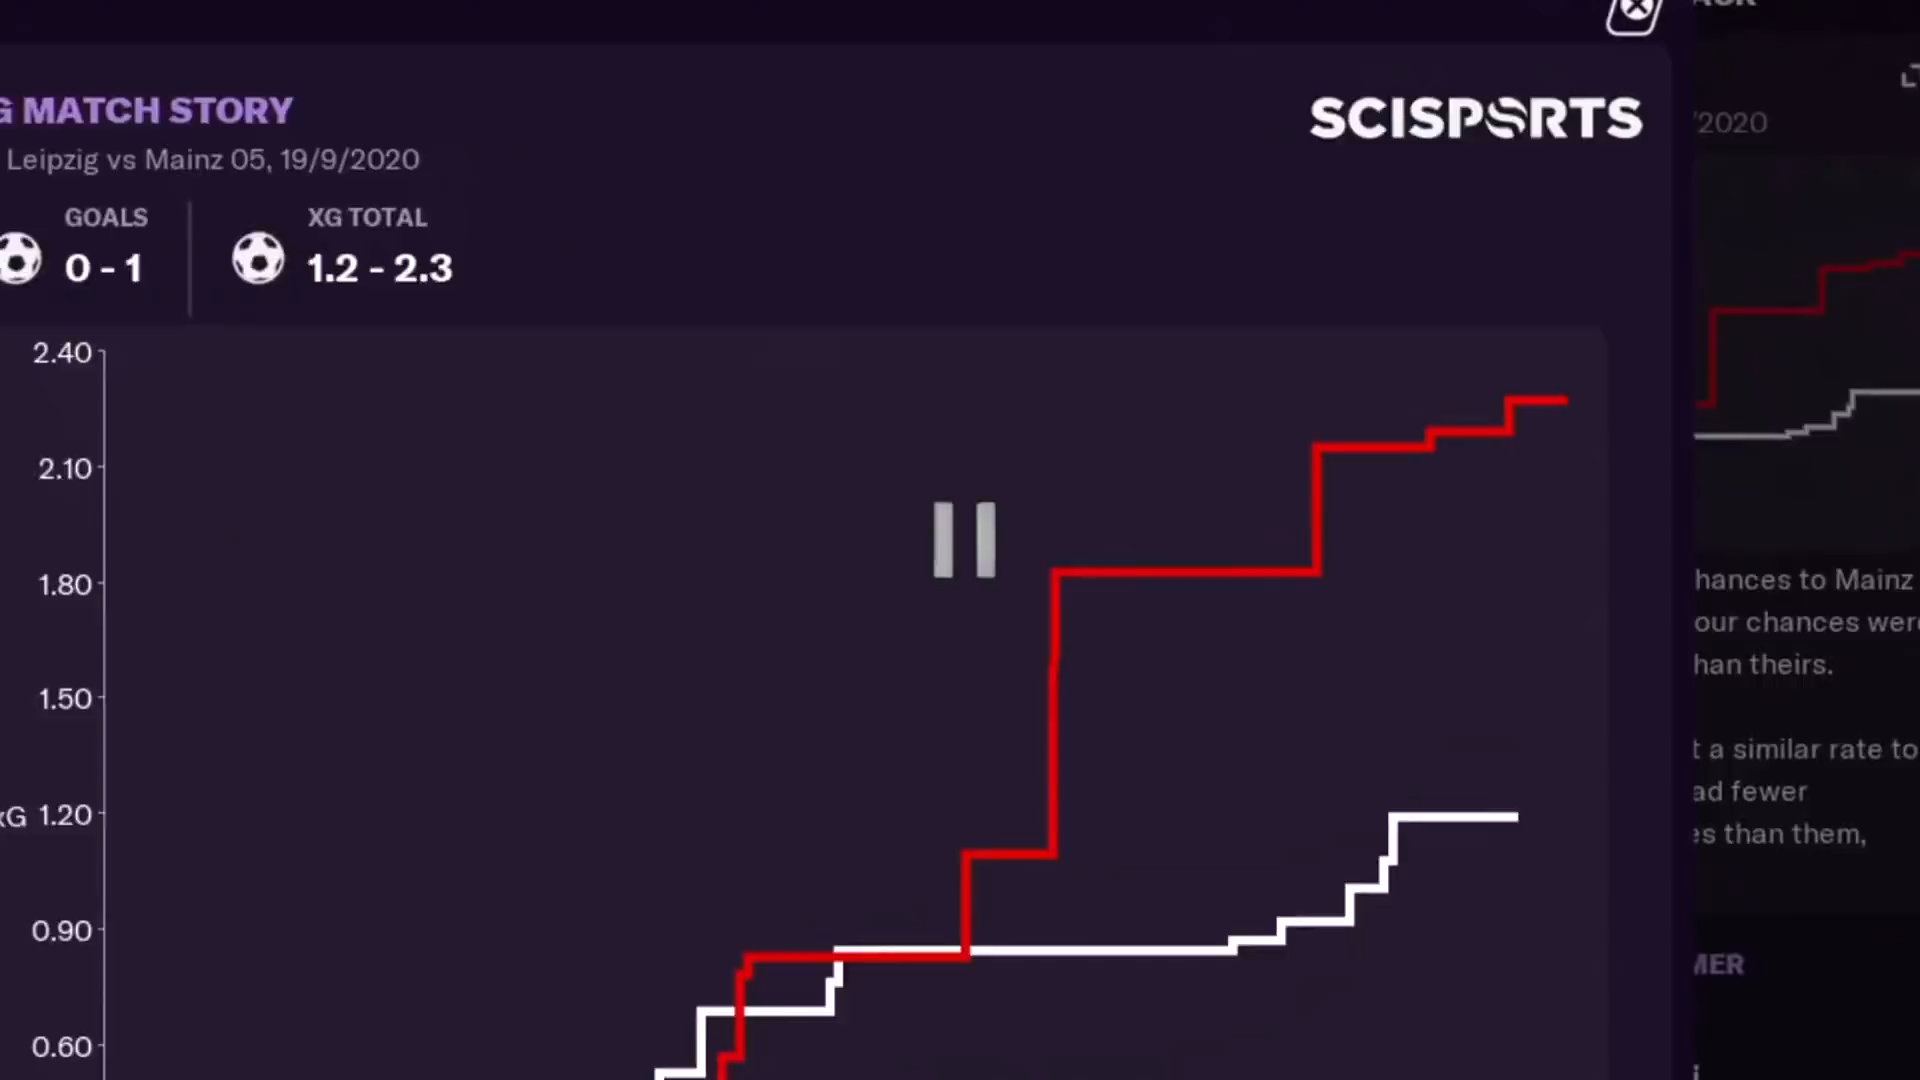 G MATCH STORY
SCISPORTS
Leipzig vs Mainz 05, 19/9/2020
/2020
GOALS
XG TOTAL
0 - 1
1.2 - 2.3
2.40
2.10
1.80
1.50
xG 1.20
0.90
0.60
hances to Mainz
our chances were
han theirs.
t a similar rate to
ad fewer
es than them,
MER